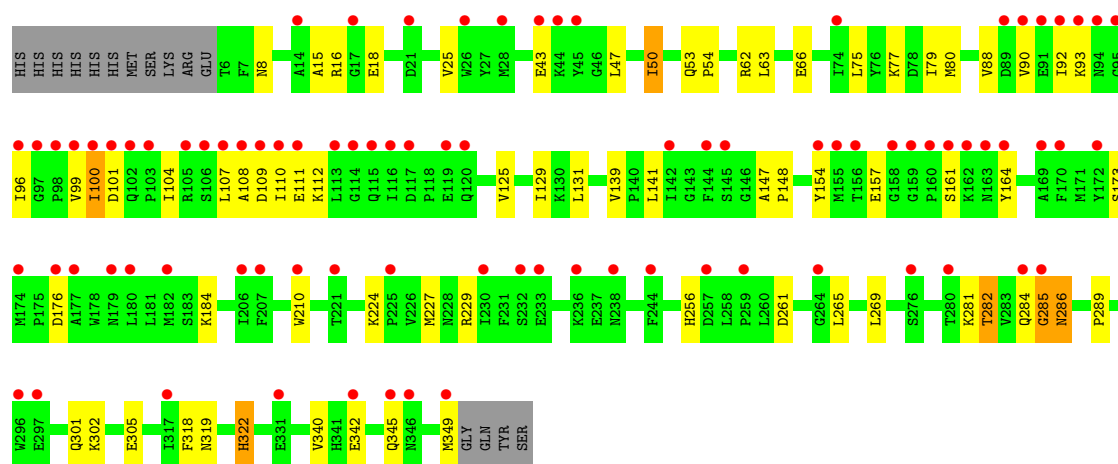 HIS HIS HIS HIS HIS HIS MET SER LYS ARG GLU T6 F7 N8 A14 A15 R16 G17 E18 D21 V25 W26 Y27 M28 E43 K44 Y45 G46 L47 I50 Q53 P54 R62 L63 E66 I74 L75 Y76 K77 D78 I79 M80 V88 D89 V90 E91 I92 K93 N94 G95
I96 G97 P98 V99 I100 D101 Q102 P103 I104 R105 S106 L107 A108 D109 I110 E111 K112 L113 G114 Q115 I116 D117 P118 E119 Q120 V125 I129 K130 L131 V139 P140 L141 I142 G143 F144 S145 G146 A147 P148 Y154 M155 T156 E157 G158 G159 P160 S161 K162 N163 Y164 A169 F170 M171 Y172 S173
M174 P175 D176 A177 W178 N179 L180 L181 M182 S183 K184 I206 F207 W210 T221 K224 P225 V226 M227 N228 R229 I230 F231 S232 E233 K236 E237 N238 F244 H256 D257 L258 P259 L260 D261 G264 L265 L269 S276 T280 K281 T282 V283 Q284 G285 N286 P289
W296 E297 Q301 K302 E305 I317 F318 N319 H322 E331 V340 H341 E342 Q345 N346 M349 GLY GLN TYR SER